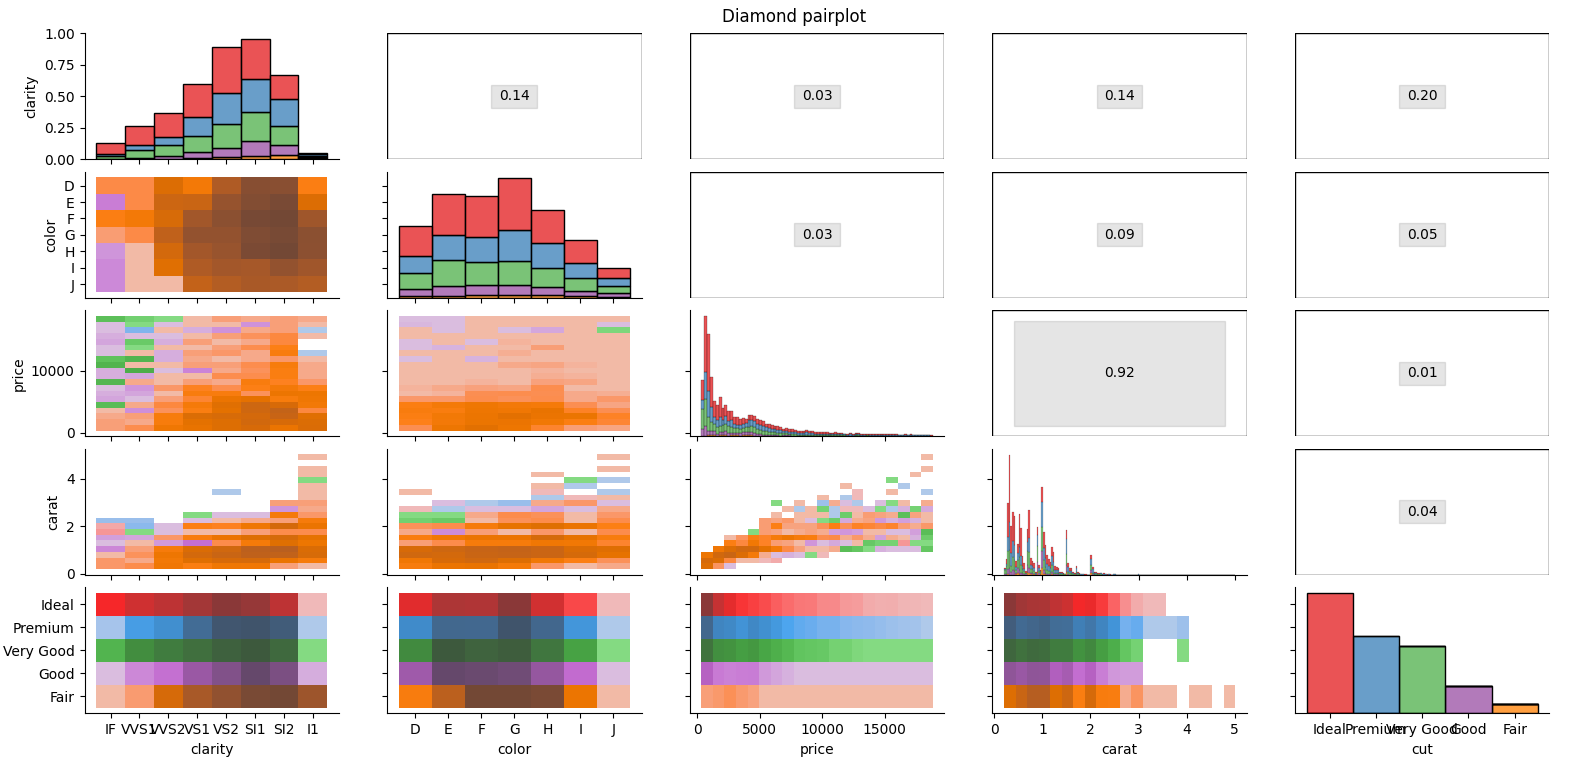 Diamond pairplot
1.00
0.75
0.50
0.25
0.00
clarity
0.14
0.03
0.14
0.20
D
E
F
G
H
I
J
color
0.03
0.09
0.05
10000
0
price
0.92
0.01
4
2
0
carat
0.04
Ideal
Premium
Very Good
Good
Fair
IF VVS1 VVS2 VS1 VS2 SI1 SI2 I1
clarity
D E F G H I J
color
0 5000 10000 15000
price
0 1 2 3 4 5
carat
Ideal Premium Very Good Good Fair
cut